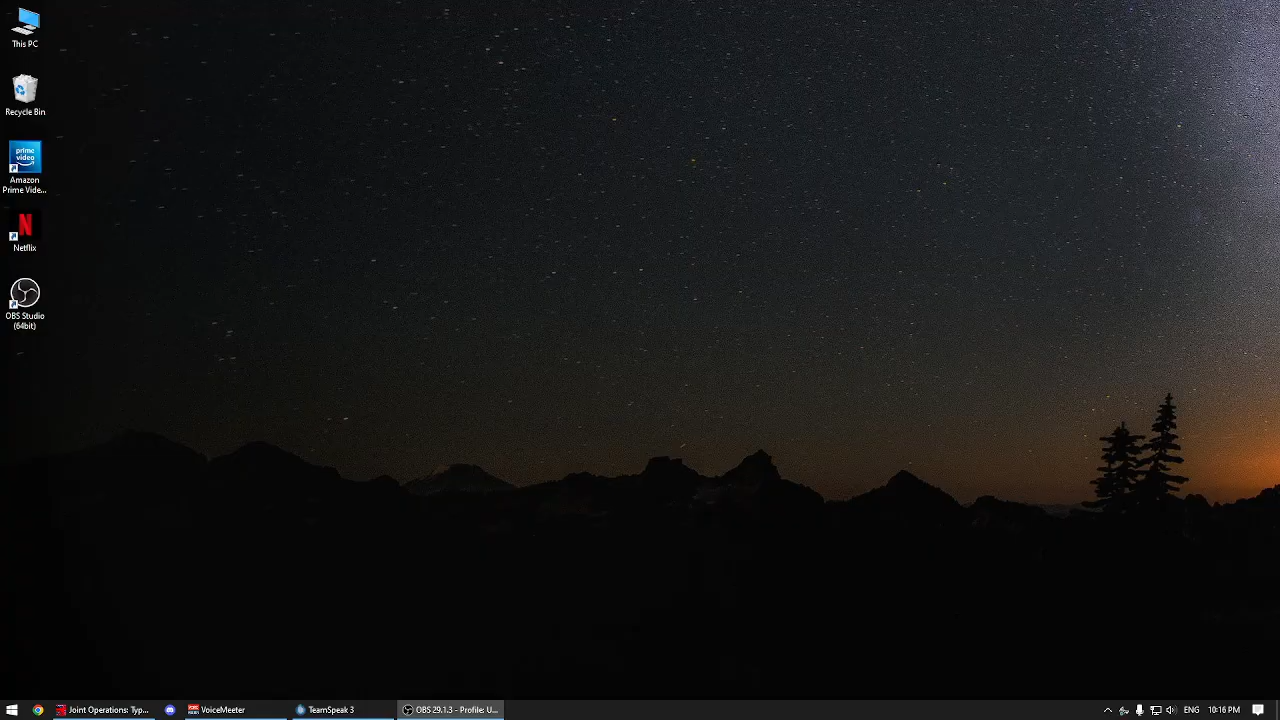 This PC
Recycle Bin
prime video
Amazon
Prime Vide...
Netflix
OBS Studio
(64bit)
Joint Operations: Typ...
VoiceMeeter
TeamSpeak 3
OBS 29.1.3 - Profile: U...
ENG
10:16 PM